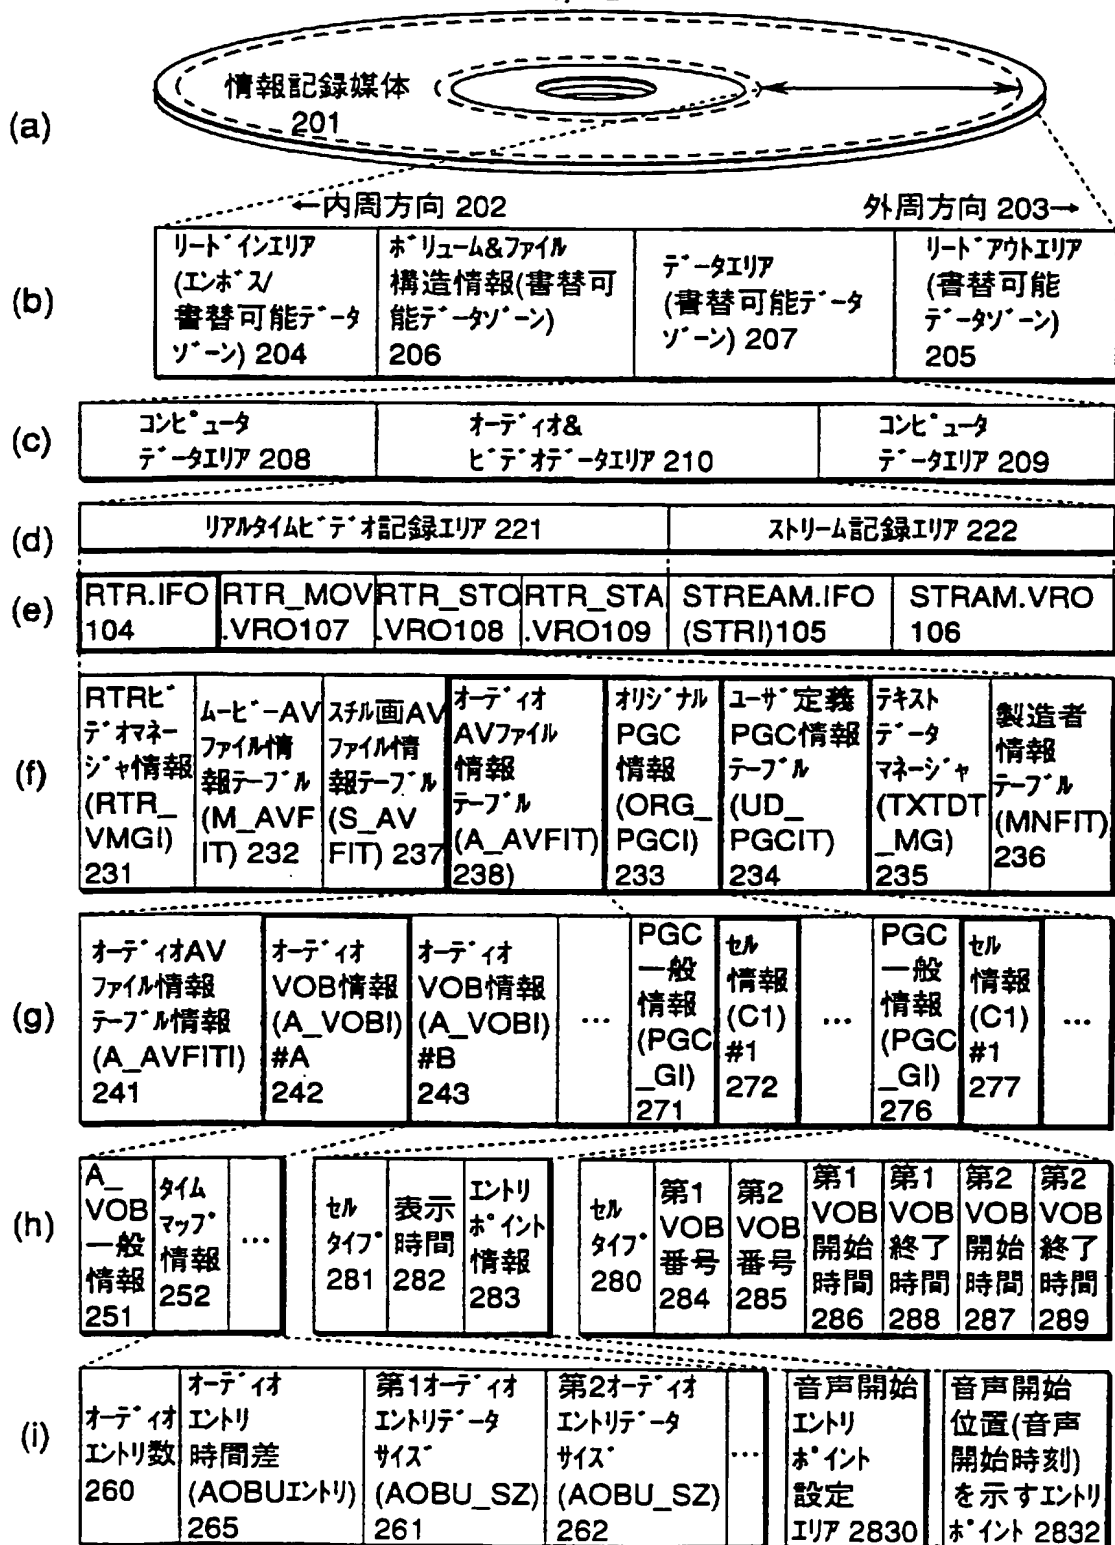 (a)
情報記録媒体
201
←内周方向 202
外周方向 203→
(b)
リードインエリア
(エンボス/
書替可能データ
ゾーン) 204
ボリューム&ファイル
構造情報(書替可
能データゾーン)
206
データエリア
(書替可能データ
ゾーン) 207
リードアウトエリア
(書替可能
データゾーン)
205
(c)
コンピュータ
データエリア 208
オーディオ&
ビデオデータエリア 210
コンピュータ
データエリア 209
(d)
リアルタイムビデオ記録エリア 221
ストリーム記録エリア 222
(e)
RTR.IFO
104
RTR_MOV
.VRO107
RTR_STO
.VRO108
RTR_STA
.VRO109
STREAM.IFO
(STRI)105
STRAM.VRO
106
(f)
RTRビ
デオマネー
ジャ情報
(RTR_
VMGI)
231
ムービーAV
ファイル情
報テーブル
(M_AVF
IT) 232
スチル画AV
ファイル情
報テーブル
(S_AV
FIT) 237
オーディオ
AVファイル
情報
テーブル
(A_AVFIT)
238)
オリジナル
PGC
情報
(ORG_
PGCI)
233
ユーザ定義
PGC情報
テーブル
(UD_
PGCIT)
234
テキスト
データ
マネージャ
(TXTDT
_MG)
235
製造者
情報
テーブル
(MNFIT)
236
(g)
オーディオAV
ファイル情報
テーブル情報
(A_AVFITI)
241
オーディオ
VOB情報
(A_VOBI)
#A
242
オーディオ
VOB情報
(A_VOBI)
#B
243
…
PGC
一般
情報
(PGC
_GI)
271
セル
情報
(C1)
#1
272
…
PGC
一般
情報
(PGC
_GI)
276
セル
情報
(C1)
#1
277
…
(h)
A_
VOB
一般
情報
251
タイム
マップ
情報
252
…
セル
タイプ
281
表示
時間
282
エントリ
ポイント
情報
283
セル
タイプ
280
第1
VOB
番号
284
第2
VOB
番号
285
第1
VOB
開始
時間
286
第1
VOB
終了
時間
288
第2
VOB
開始
時間
287
第2
VOB
終了
時間
289
(i)
オーディオ
エントリ数
260
オーディオ
エントリ
時間差
(AOBUエントリ)
265
第1オーディオ
エントリデータ
サイズ
(AOBU_SZ)
261
第2オーディオ
エントリデータ
サイズ
(AOBU_SZ)
262
…
音声開始
エントリ
ポイント
設定
エリア 2830
音声開始
位置(音声
開始時刻)
を示すエントリ
ポイント 2832